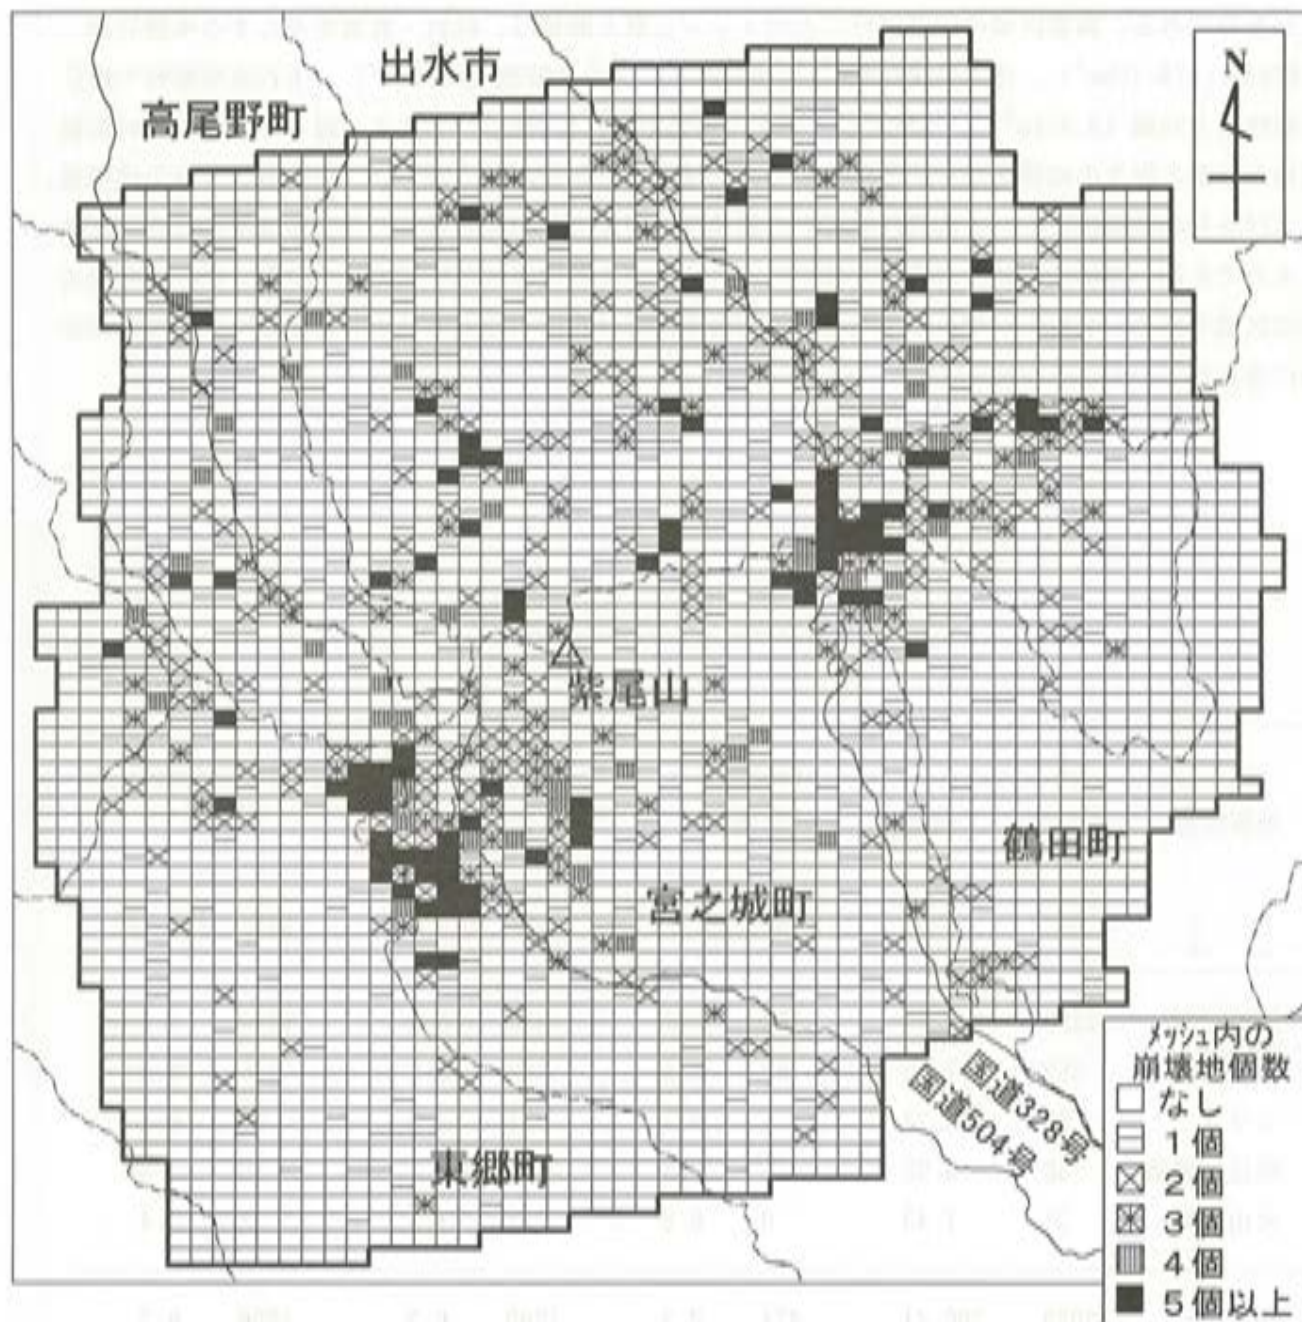 出水市
高尾野町
N
紫尾山
鶴田町
宮之城町
東郷町
国道328号
国道504号
メッシュ内の
崩壊地個数
なし
1個
2個
3個
4個
5個以上